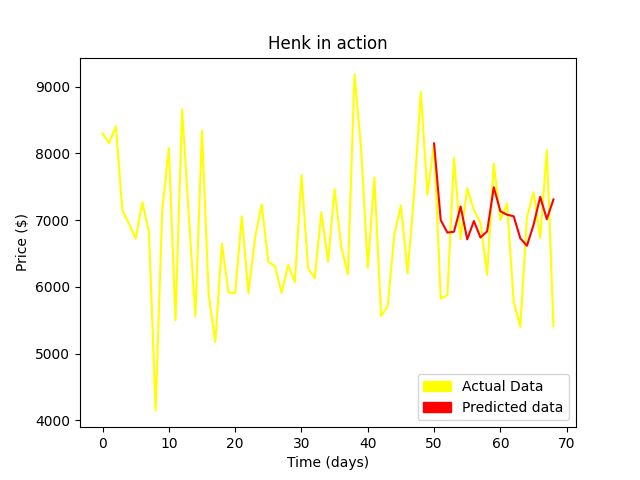 Henk in action
Price ($)
9000
8000
7000
6000
5000
4000
0 10 20 30 40 50 60 70
Time (days)
Actual Data
Predicted data